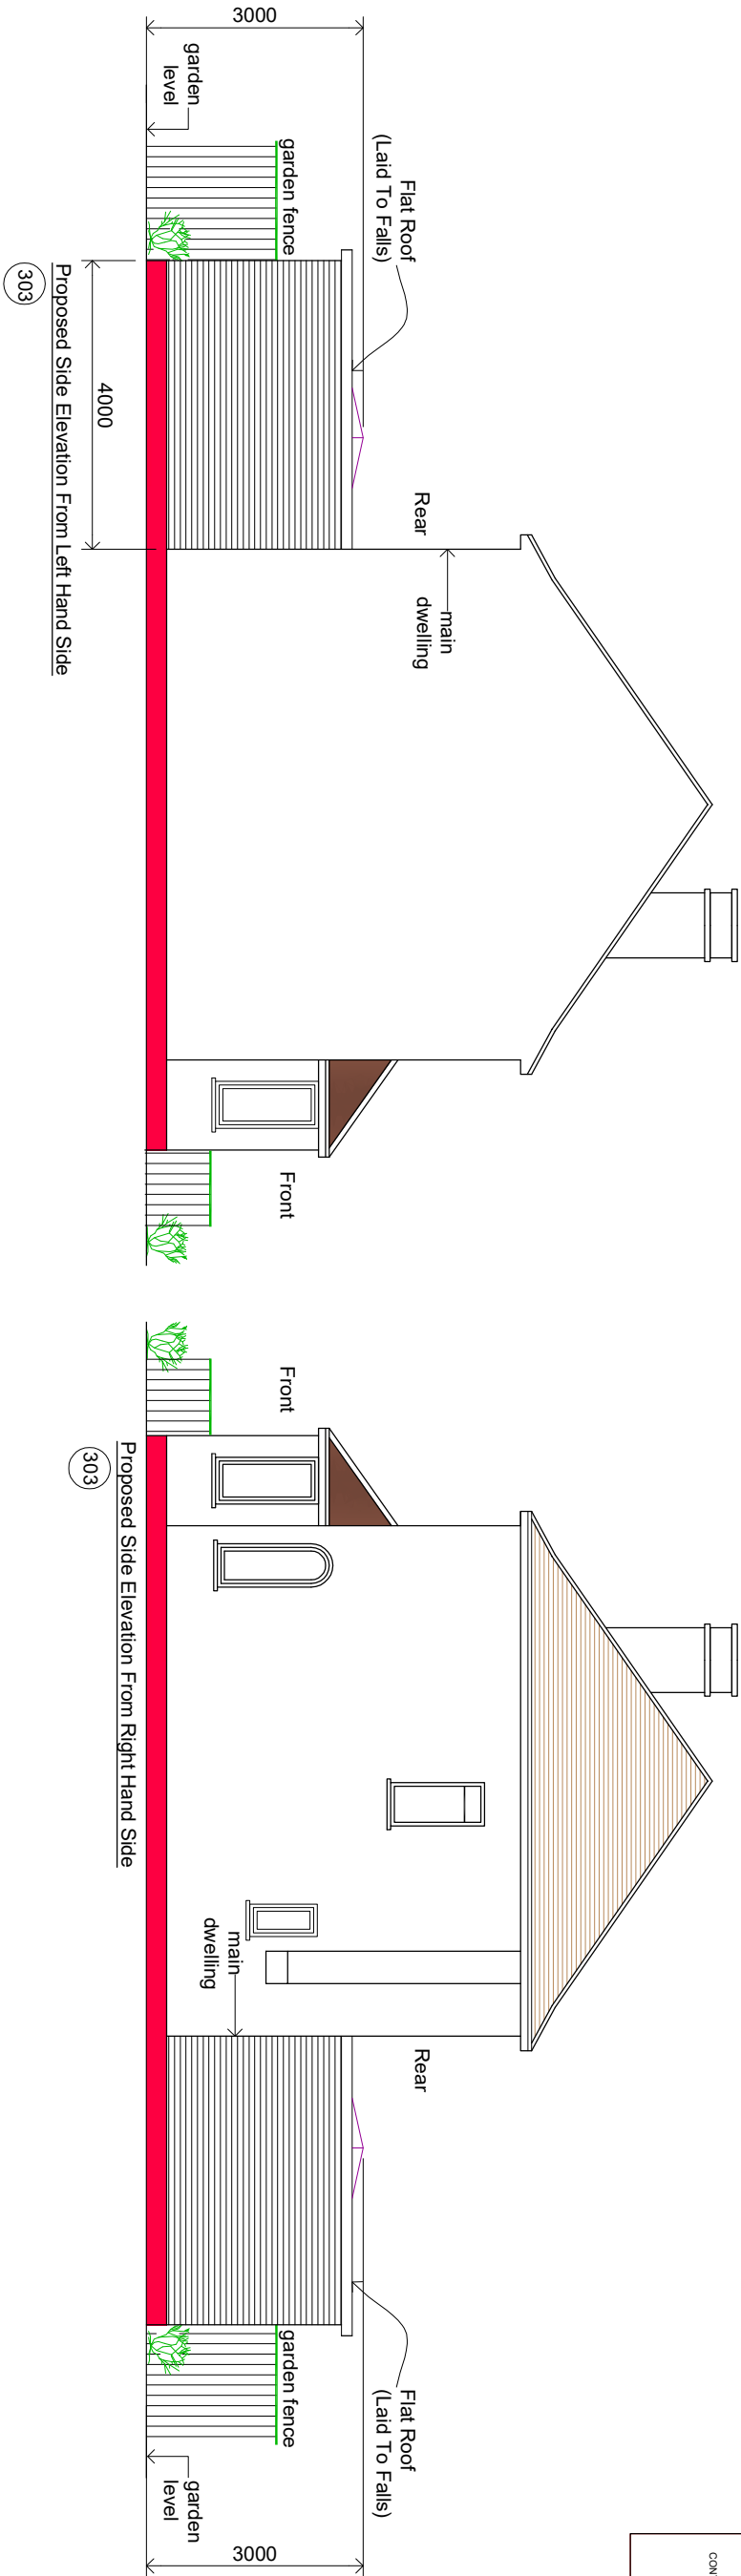 3000
garden
level
garden fence
Flat Roof
(Laid To Falls)
4000
Rear
main
dwelling
Front
Proposed Side Elevation From Left Hand Side
303
Front
main
dwelling
Rear
Flat Roof
(Laid To Falls)
garden fence
garden
level
3000
Proposed Side Elevation From Right Hand Side
303
CON